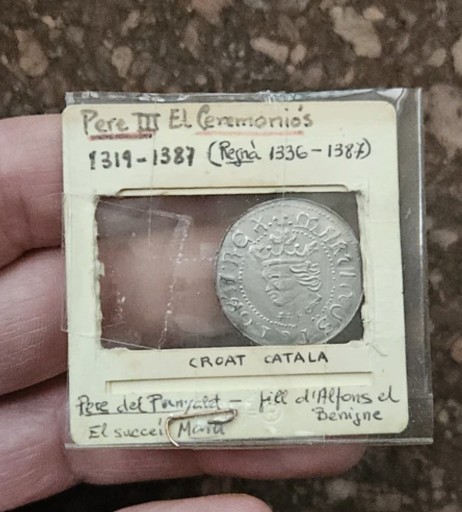 Pere III El Ceremoniós
1319-1387 (Regnà 1336-1387)
CROAT CATALA
Pere del Punyalet - fill d'Alfons el
Benigne
El succeí Martí